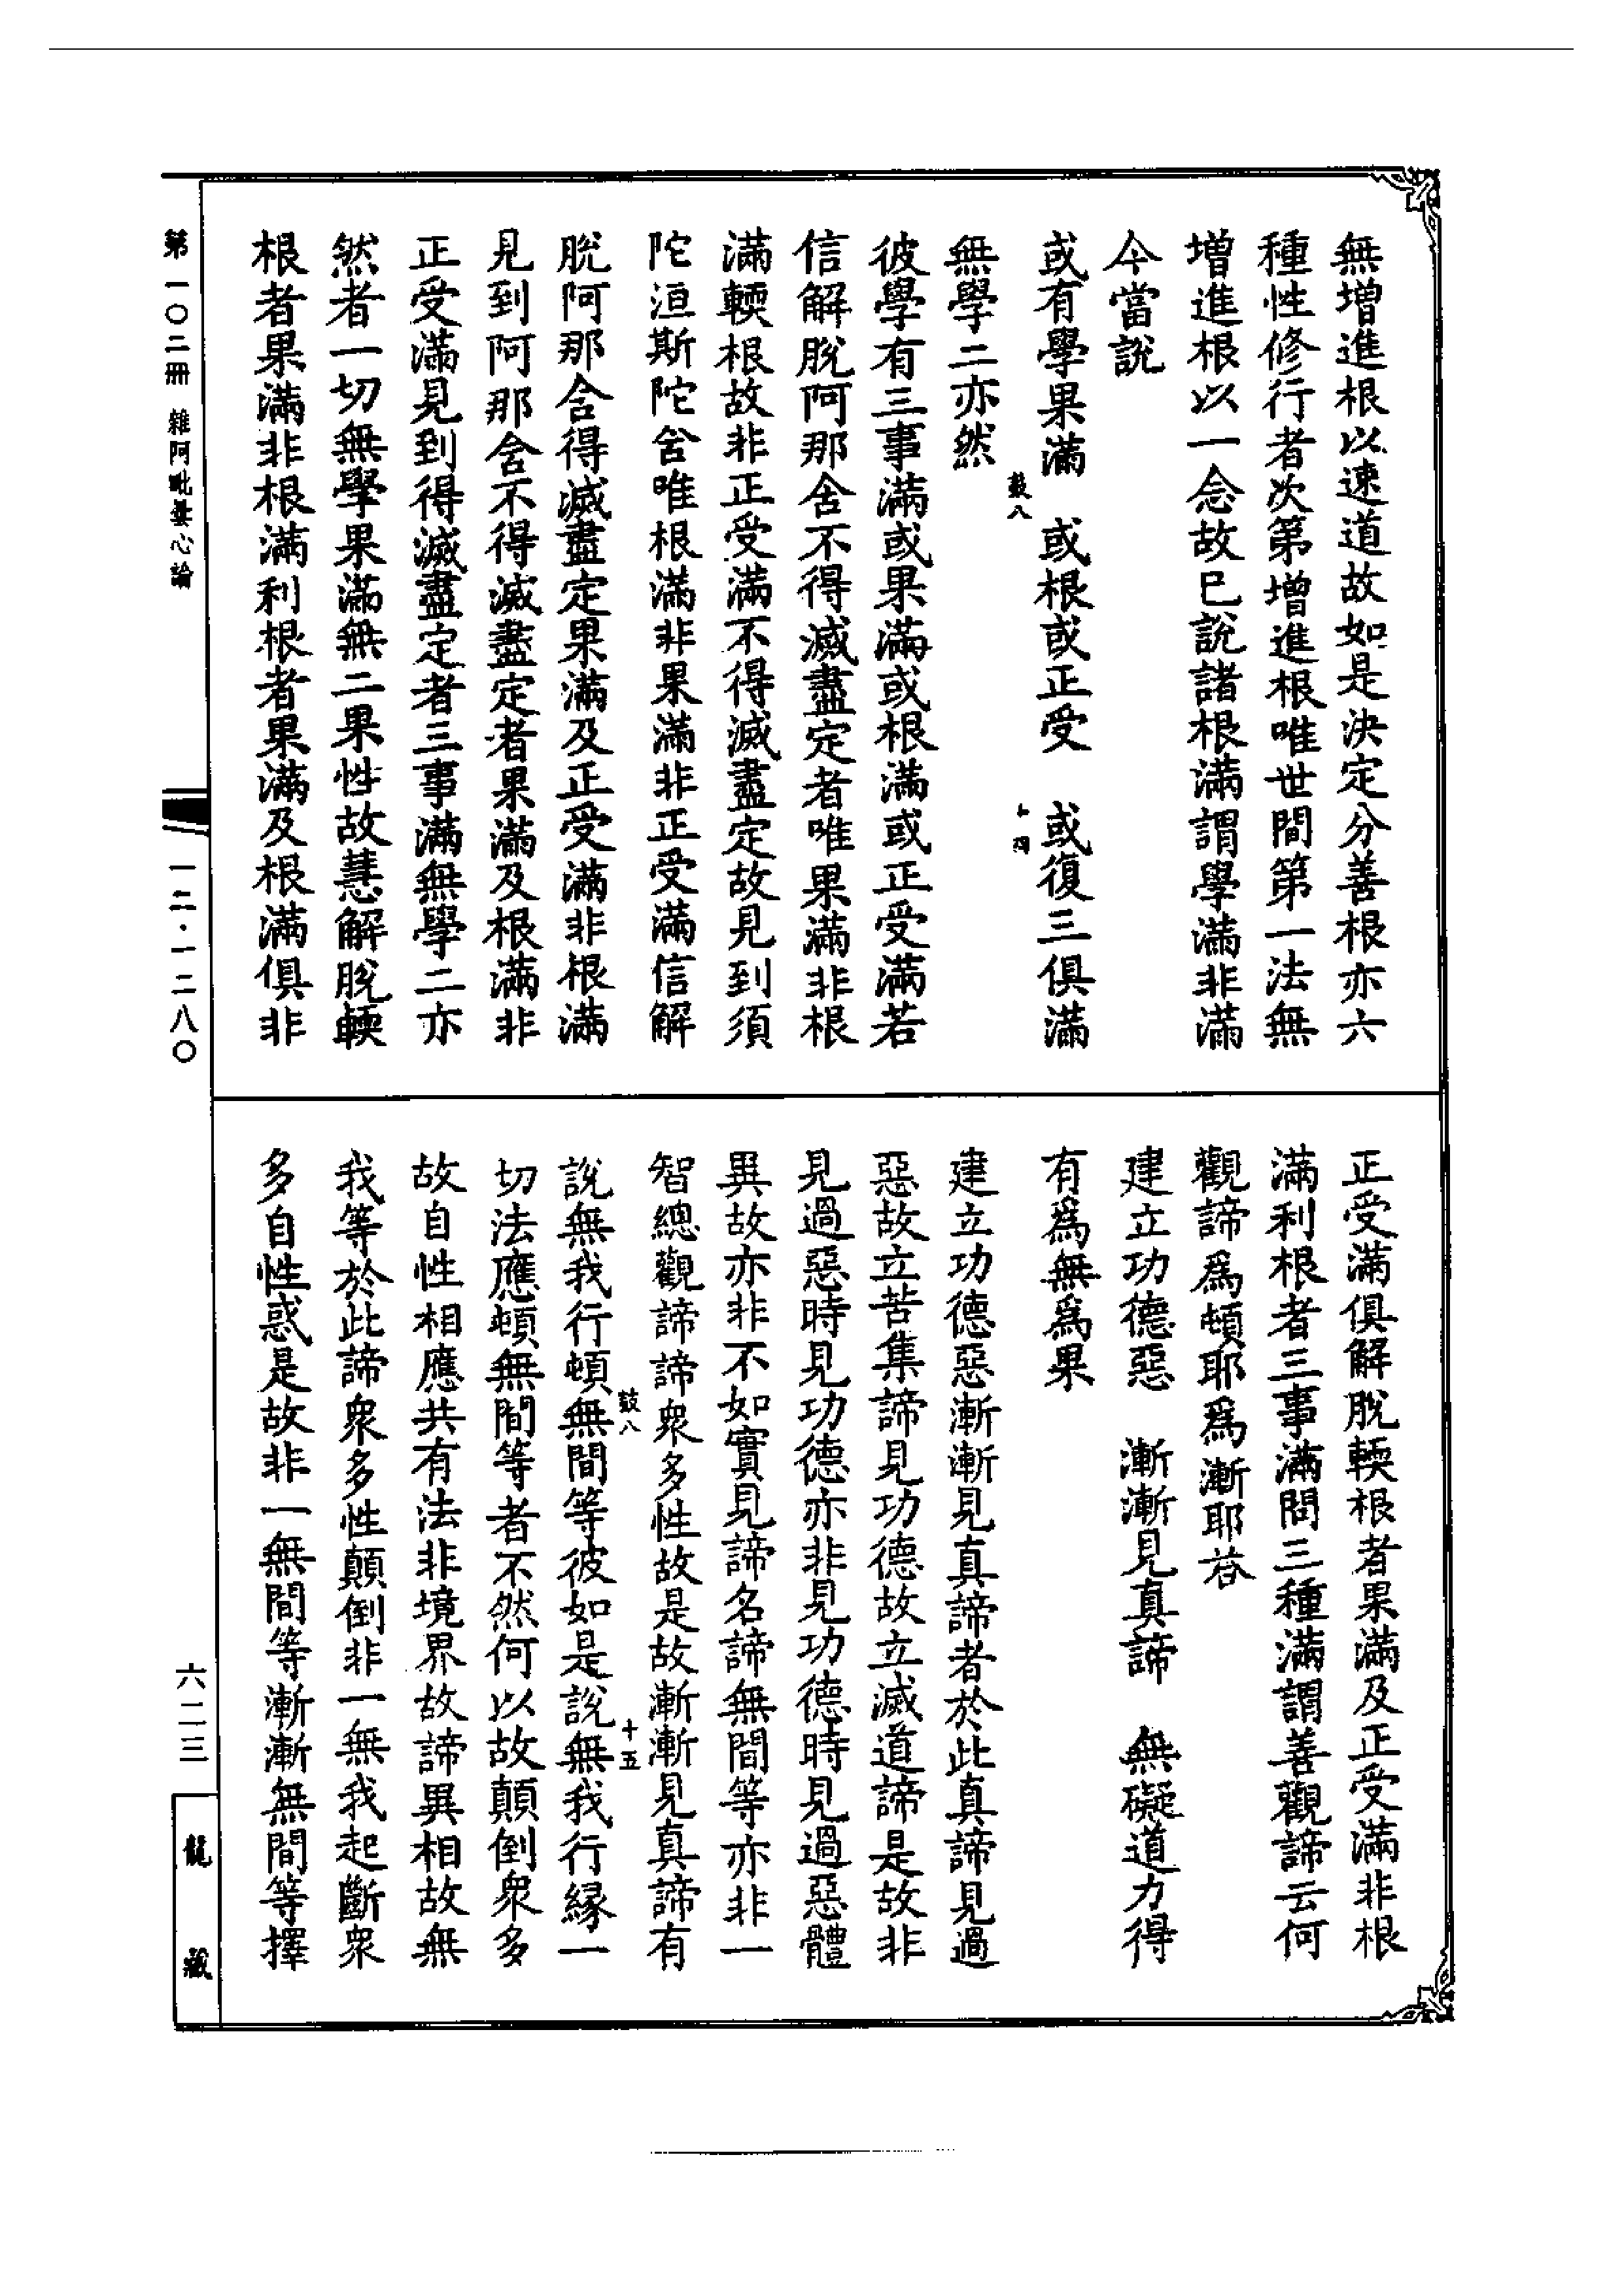 無增進根以速道故如是決定分善根亦六
種性修行者次第增進根唯世間第一法無
增進根以一念故已說諸根滿謂學滿非滿
今當說
或有學果滿　或根或正受　或復三俱滿
鼓八
十四
無學二亦然
彼學有三事滿或果滿或根滿或正受滿若
信解脫阿那含不得滅盡定者唯果滿非根
滿輭根故非正受滿不得滅盡定故見到須
陀洹斯陀含唯根滿非果滿非正受滿信解
脫阿那含得滅盡定果滿及正受滿非根滿
見到阿那含不得滅盡定者果滿及根滿非
正受滿見到得滅盡定者三事滿無學二亦
然者一切無學果滿無二果性故慧解脫輭
根者果滿非根滿利根者果滿及根滿俱非
正受滿俱解脫輭根者果滿及正受滿非根
滿利根者三事滿問三種滿謂善觀諦云何
觀諦爲頓耶爲漸耶答
建立功德惡　漸漸見真諦　無礙道力得
有爲無爲果
建立功德惡漸漸見真諦者於此真諦見過
惡故立苦集諦見功德故立滅道諦是故非
見過惡時見功德亦非見功德時見過惡體
異故亦非不如實見諦名諦無間等亦非一
智總觀諦諦衆多性故是故漸漸見真諦有
鼓八
十五
說無我行頓無間等彼如是說無我行緣一
切法應頓無間等者不然何以故顛倒衆多
故自性相應共有法非境界故諦異相故無
我等於此諦衆多性顛倒非一無我起斷衆
多自性惑是故非一無間等漸漸無間等擇
第一〇二冊　雜阿毗曇心論
一二·一二八〇
六二三
龍藏